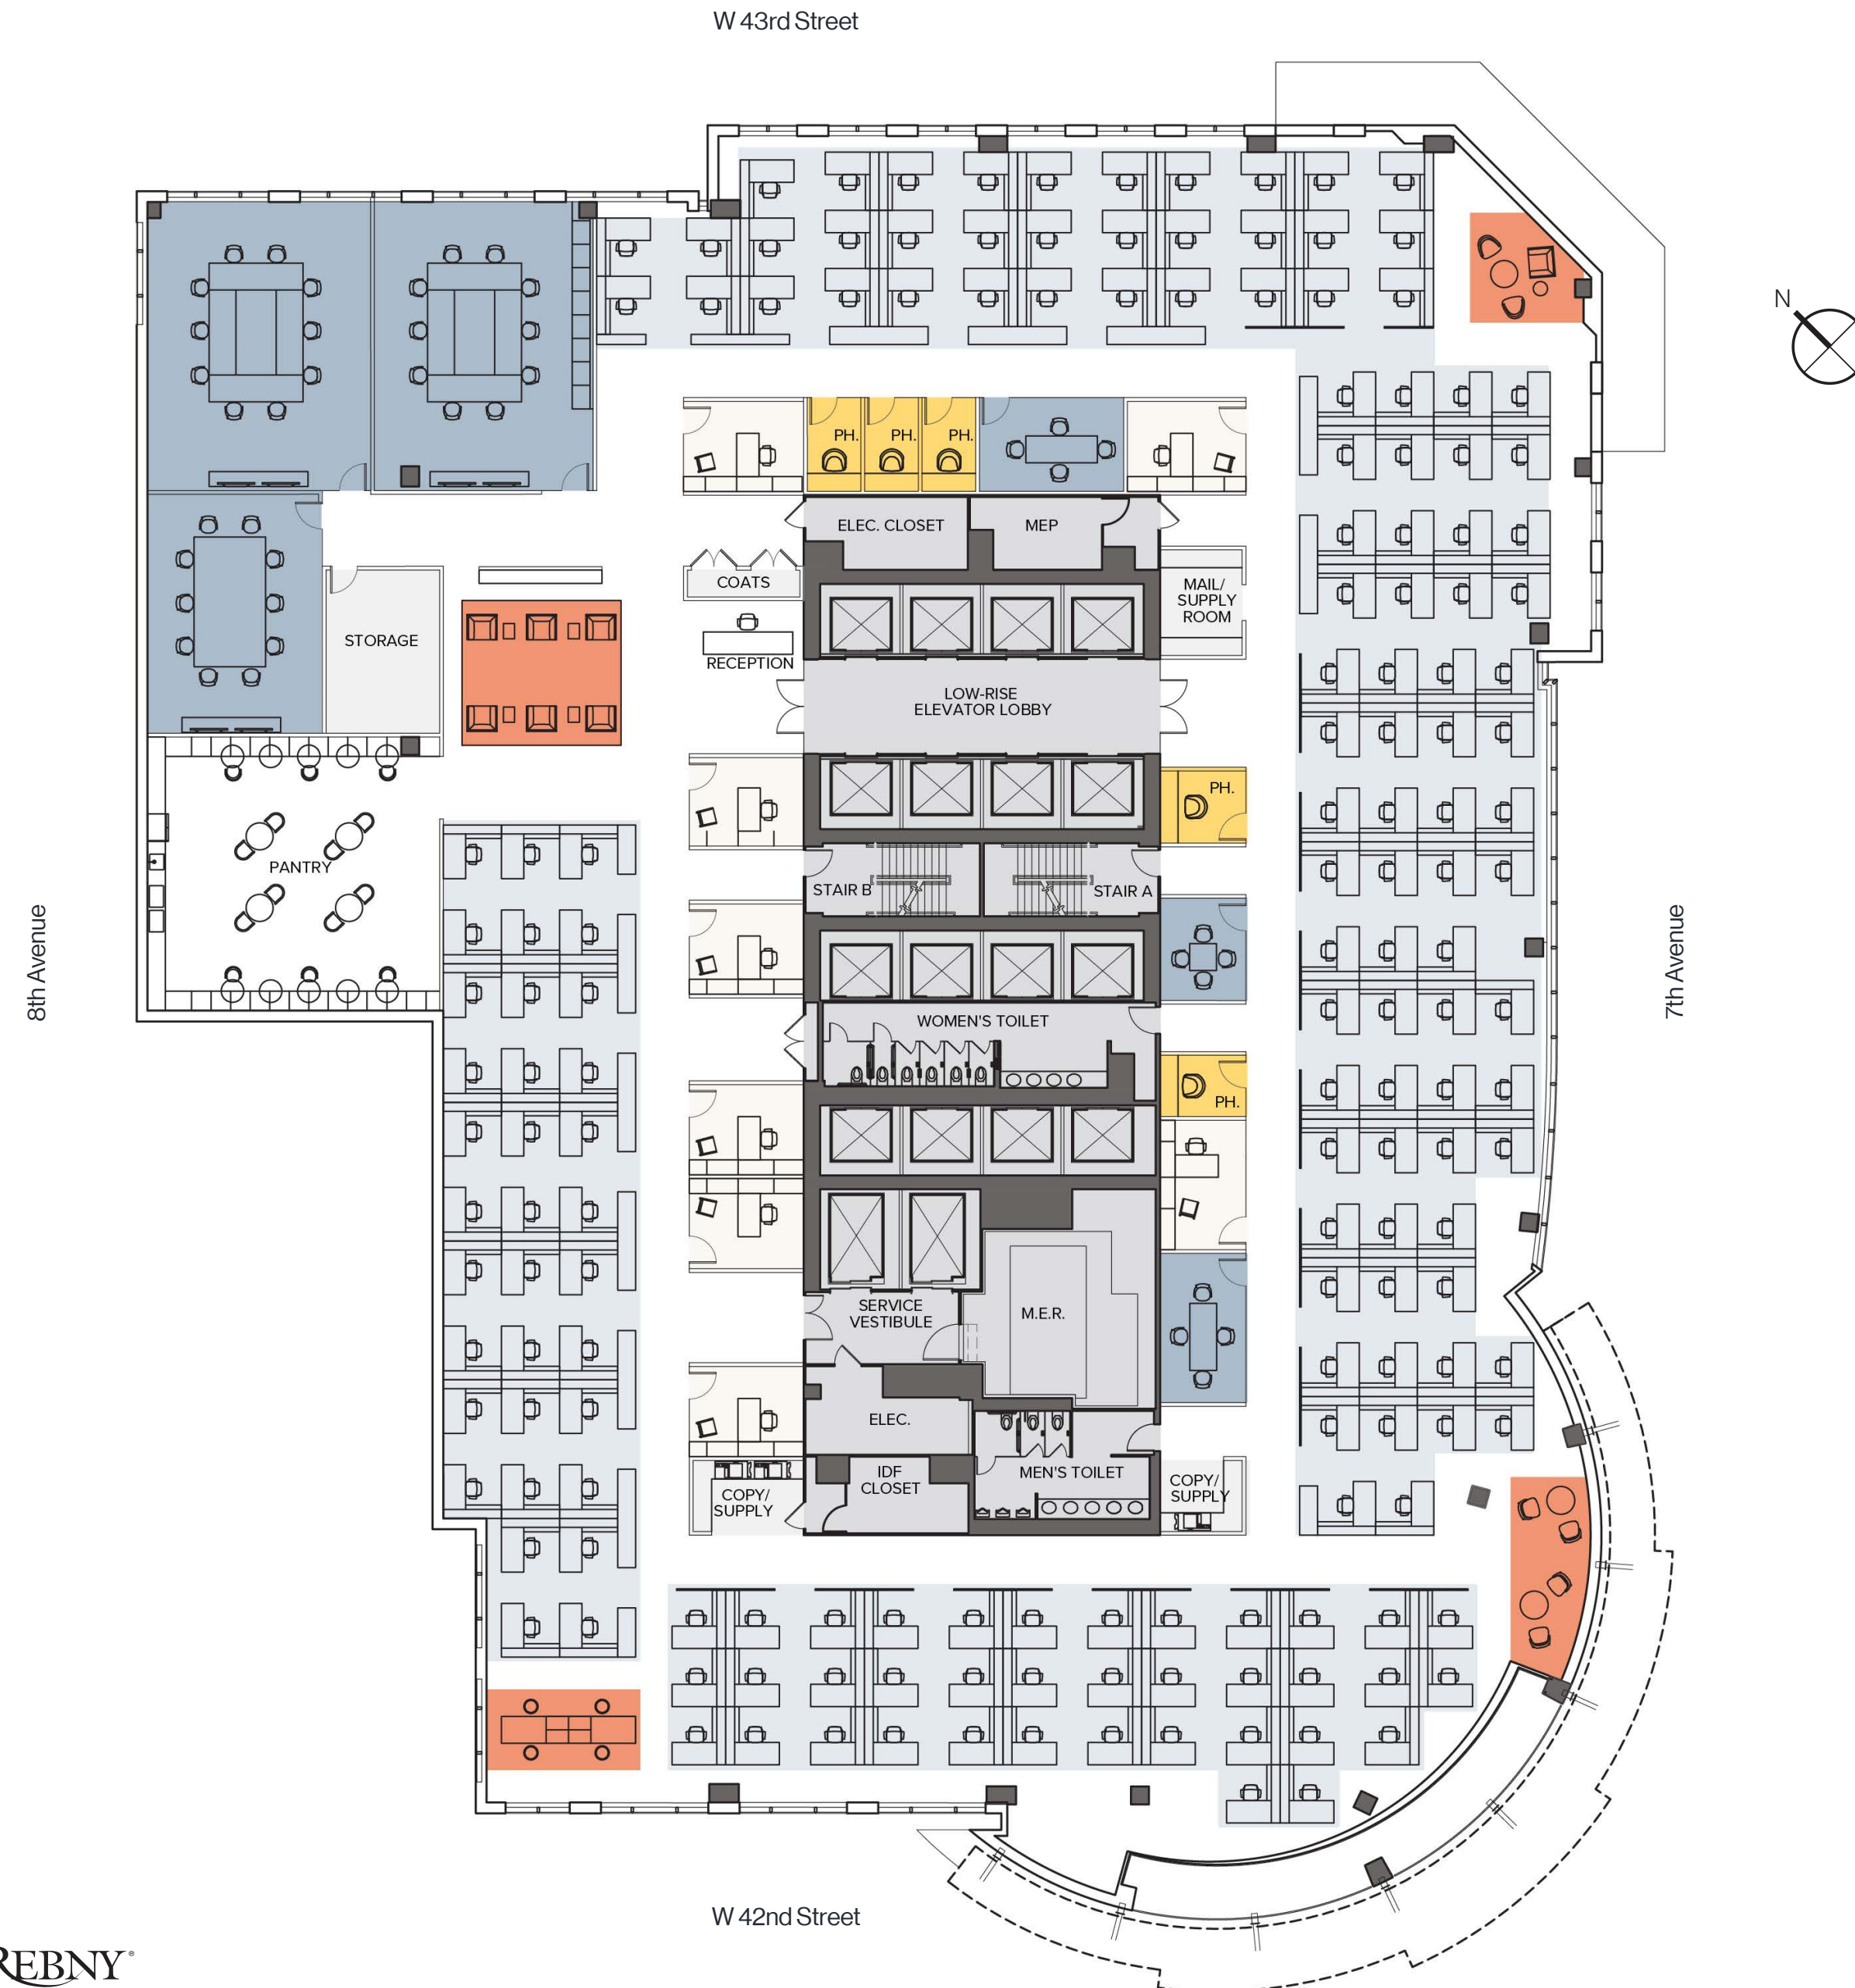 W 43rd Street
N
PH.
PH.
PH.
ELEC. CLOSET
MEP
COATS
MAIL/
SUPPLY
ROOM
STORAGE
RECEPTION
LOW-RISE
ELEVATOR LOBBY
PH.
PANTRY
STAIR B
STAIR A
8th Avenue
7th Avenue
WOMEN'S TOILET
PH.
SERVICE
VESTIBULE
M.E.R.
ELEC.
IDF
CLOSET
MEN'S TOILET
COPY/
SUPPLY
COPY/
SUPPLY
W 42nd Street
REBNY®